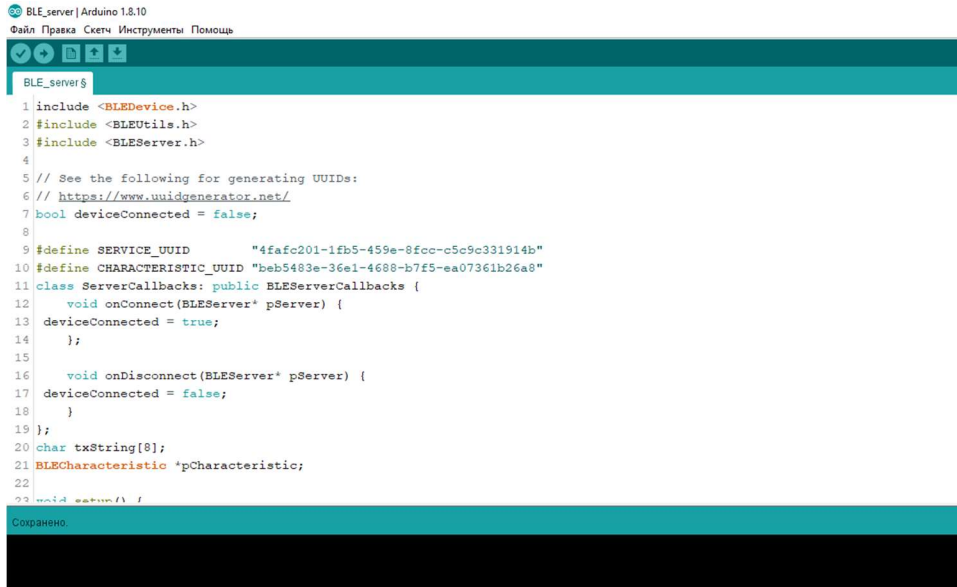 BLE_server | Arduino 1.8.10
Файл Правка Скетч Инструменты Помощь
BLE_server §
1 include <BLEDevice.h>
2 #include <BLEUtils.h>
3 #include <BLEServer.h>
4
5 // See the following for generating UUIDs:
6 // https://www.uuidgenerator.net/
7 bool deviceConnected = false;
8
9 #define SERVICE_UUID        "4fafc201-1fb5-459e-8fcc-c5c9c331914b"
10 #define CHARACTERISTIC_UUID "beb5483e-36e1-4688-b7f5-ea07361b26a8"
11 class ServerCallbacks: public BLEServerCallbacks {
12     void onConnect(BLEServer* pServer) {
13  deviceConnected = true;
14     };
15
16     void onDisconnect(BLEServer* pServer) {
17  deviceConnected = false;
18     }
19 };
20 char txString[8];
21 BLECharacteristic *pCharacteristic;
22
23 void setup() {
Сохранено.